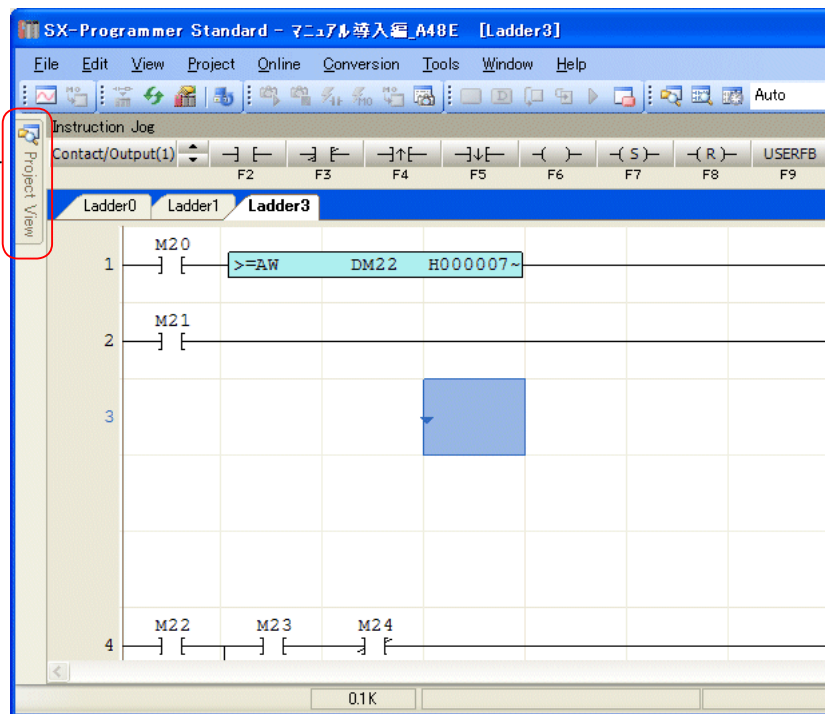 SX-Programmer Standard - マニュアル導入編_A48E [Ladder3]
File Edit View Project Online Conversion Tools Window Help
Auto
Instruction Jog
Contact/Output(1) ( ) ( S ) ( R ) USERFB
F2 F3 F4 F5 F6 F7 F8 F9
Project View
Ladder0 Ladder1 Ladder3
M20
1 >=AW DM22 H000007~
M21
2
3
M22 M23 M24
4
0.1K